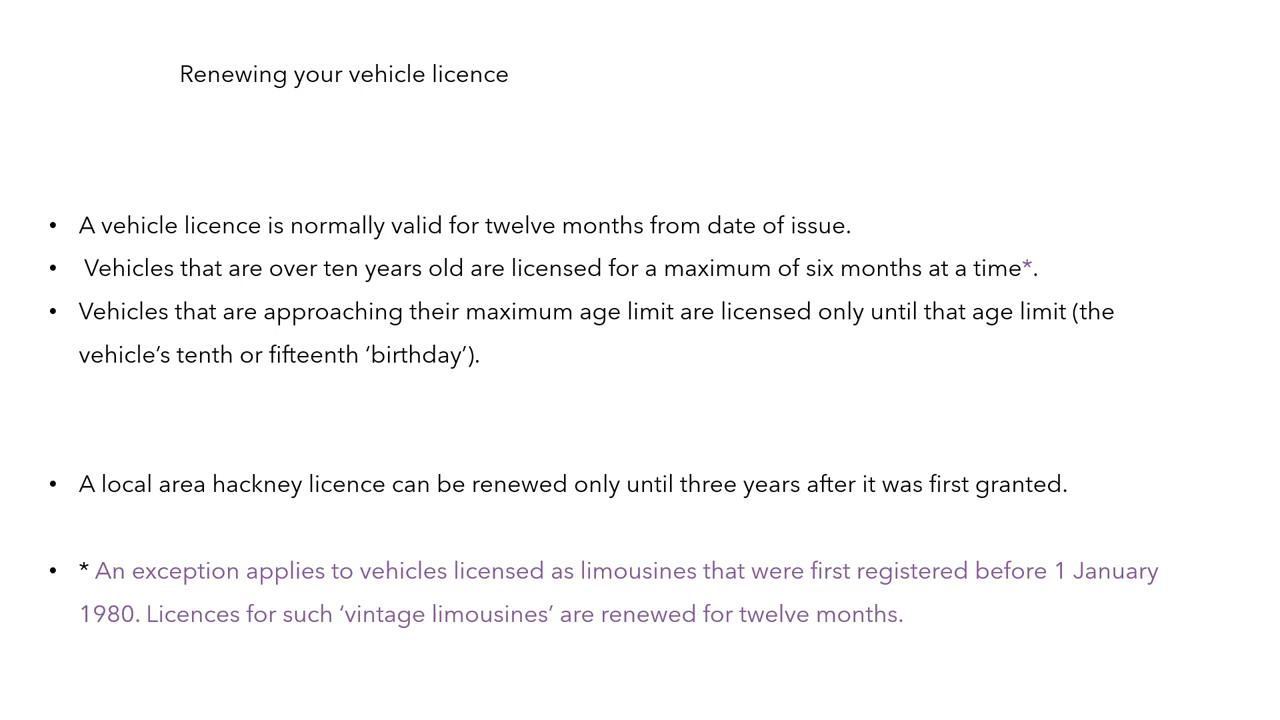 Renewing your vehicle licence
• A vehicle licence is normally valid for twelve months from date of issue.
• Vehicles that are over ten years old are licensed for a maximum of six months at a time*.
• Vehicles that are approaching their maximum age limit are licensed only until that age limit (the
vehicle’s tenth or fifteenth ‘birthday’).
• A local area hackney licence can be renewed only until three years after it was first granted.
• * An exception applies to vehicles licensed as limousines that were first registered before 1 January
1980. Licences for such ‘vintage limousines’ are renewed for twelve months.